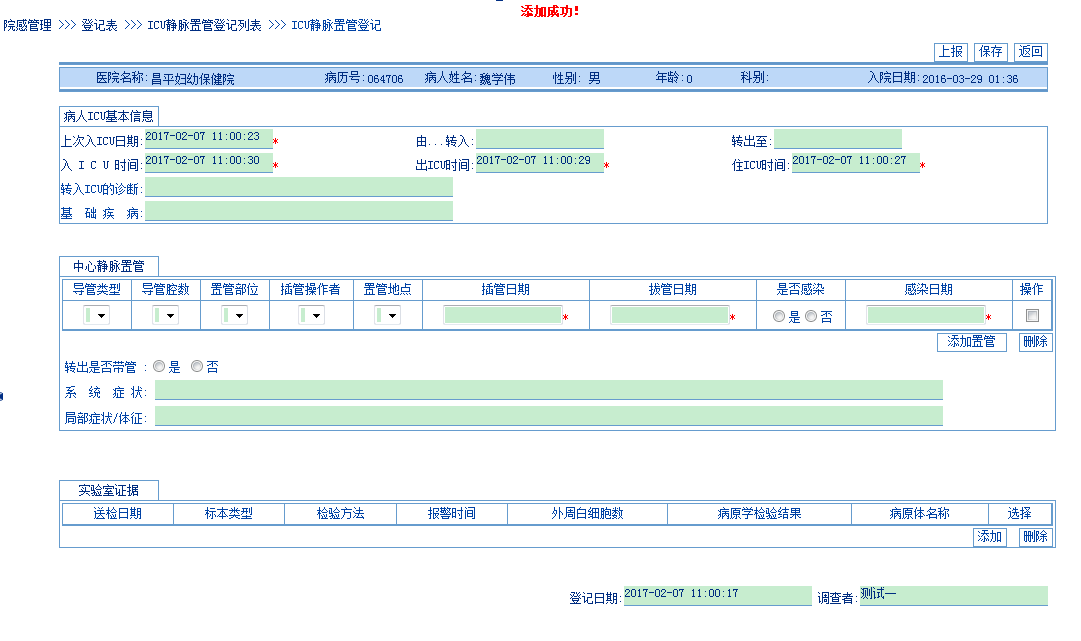 添加成功!
院感管理 >>> 登记表 >>> ICU静脉置管登记列表 >>> ICU静脉置管登记
上报 保存 返回
医院名称: 昌平妇幼保健院 病历号: 064706 病人姓名: 魏学伟 性别: 男 年龄: 0 科别: 入院日期: 2016-03-29 01:36
病人ICU基本信息
上次入ICU日期: 2017-02-07 11:00:23 * 由...转入: 转出至:
入ICU时间: 2017-02-07 11:00:30 * 出ICU时间: 2017-02-07 11:00:29 * 住ICU时间: 2017-02-07 11:00:27 *
转入ICU的诊断:
基础疾病:
中心静脉置管
导管类型 导管腔数 置管部位 插管操作者 置管地点 插管日期 拔管日期 是否感染 感染日期 操作
* * 是 否 *
添加置管 删除
转出是否带管 : 是 否
系统症状:
局部症状/体征:
实验室证据
送检日期 标本类型 检验方法 报警时间 外周白细胞数 病原学检验结果 病原体名称 选择
添加 删除
登记日期: 2017-02-07 11:00:17 调查者: 测试一